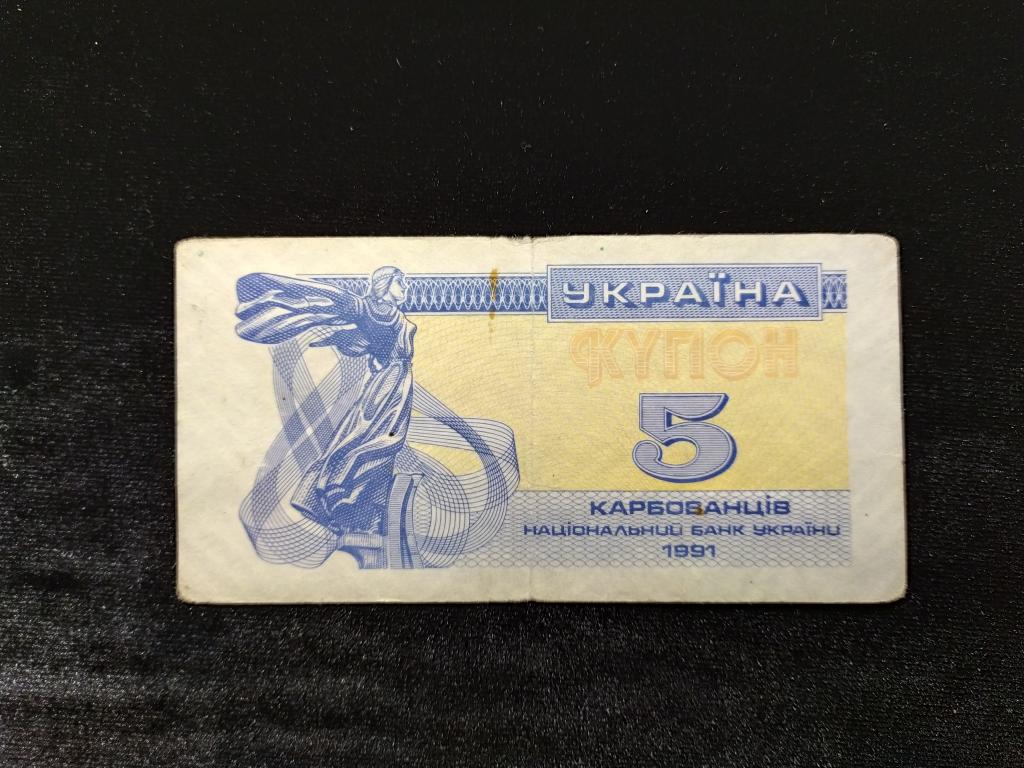 УКРАЇНА
КУПОН
5
КАРБОВАНЦІВ
НАЦІОНАЛЬНИЙ БАНК УКРАЇНИ
1991